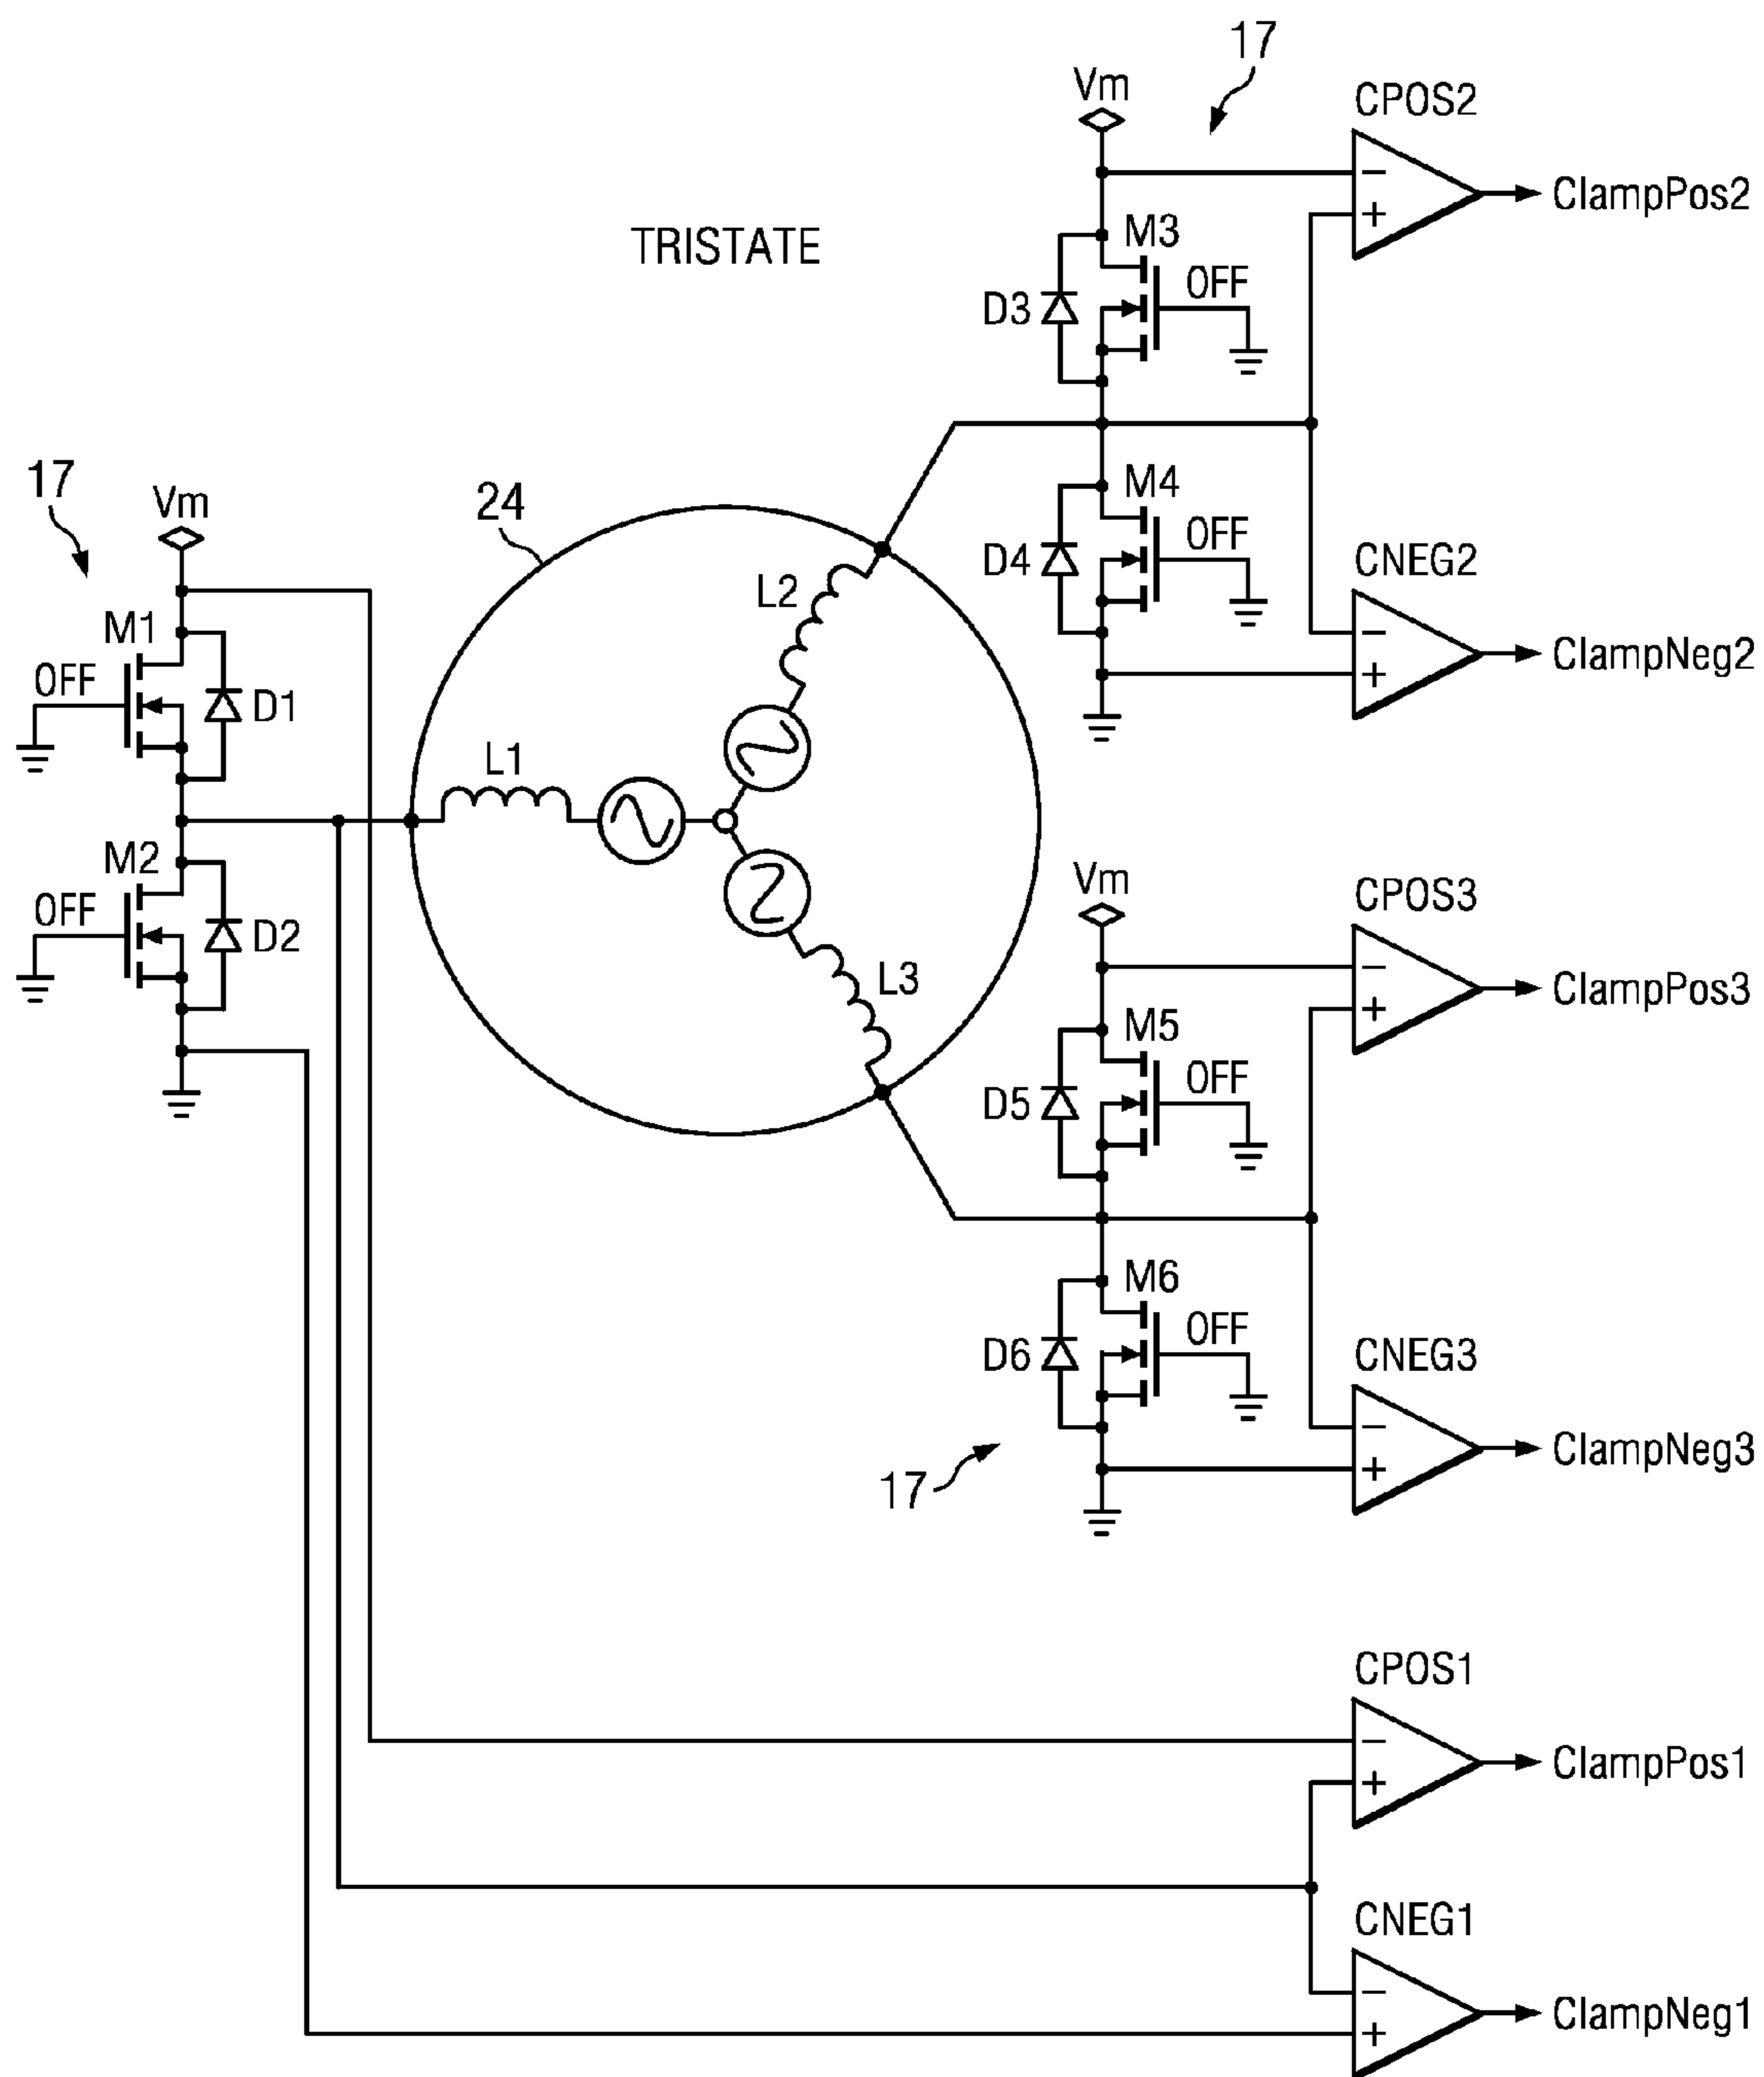 17
Vm
CPOS2
ClampPos2
TRISTATE
M3
OFF
D3
17
Vm
24
M4
OFF
D4
CNEG2
ClampNeg2
L2
M1
OFF
D1
L1
M2
OFF
D2
Vm
CPOS3
ClampPos3
L3
M5
OFF
D5
M6
OFF
D6
CNEG3
ClampNeg3
17
CPOS1
ClampPos1
CNEG1
ClampNeg1